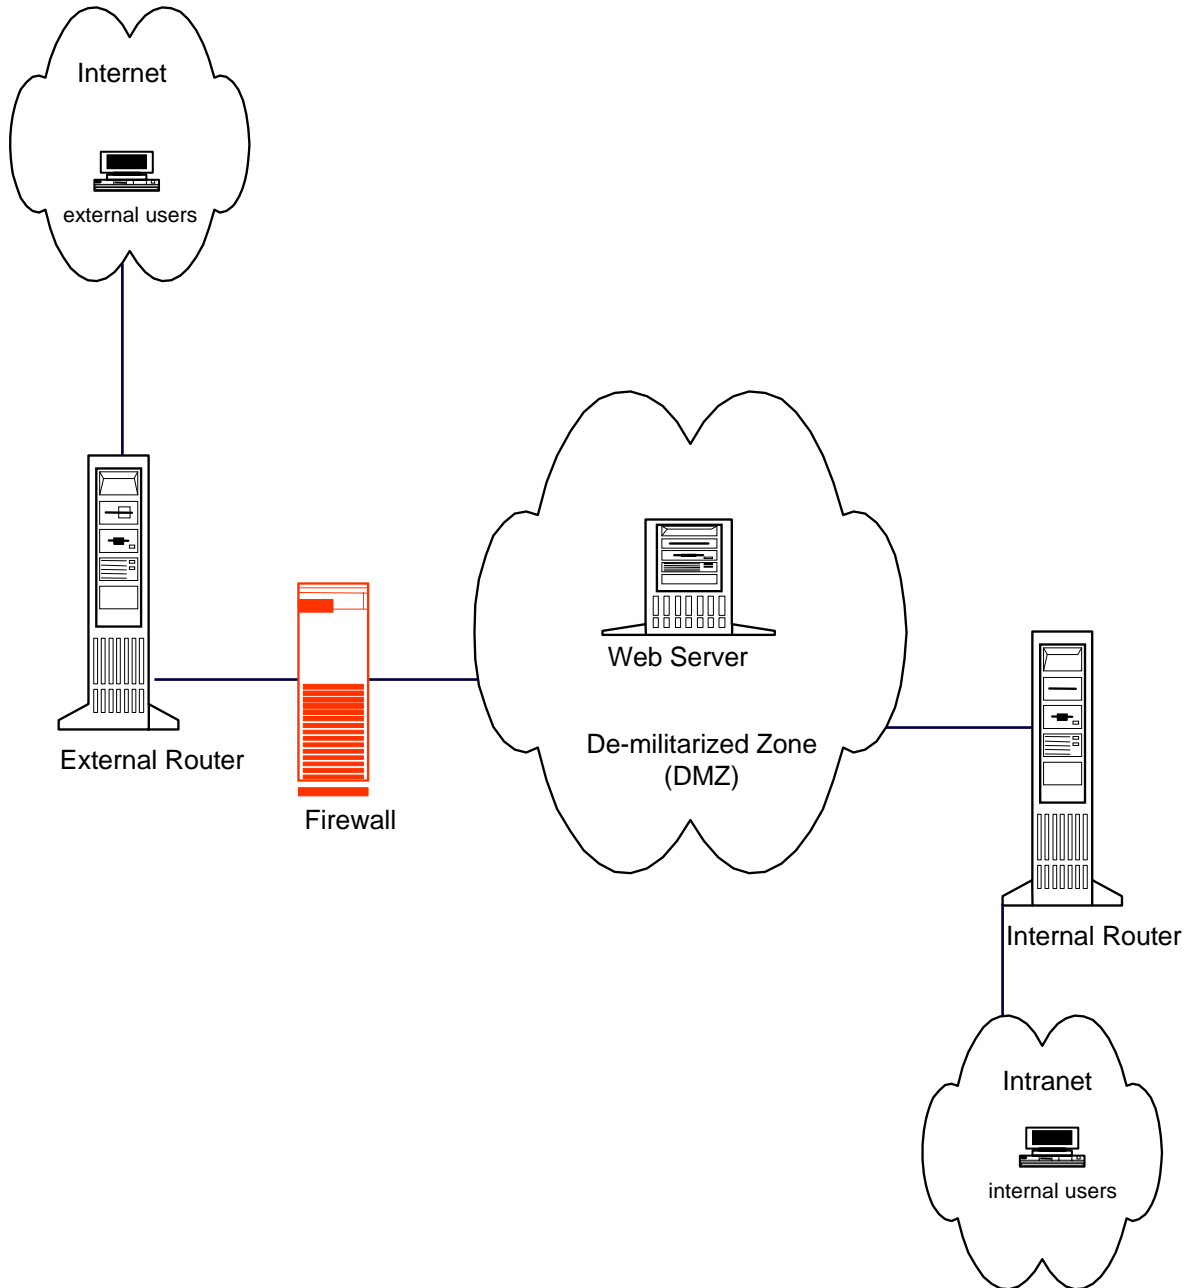 Internet
external users
External Router
Firewall
Web Server
De-militarized Zone
(DMZ)
Internal Router
Intranet
internal users